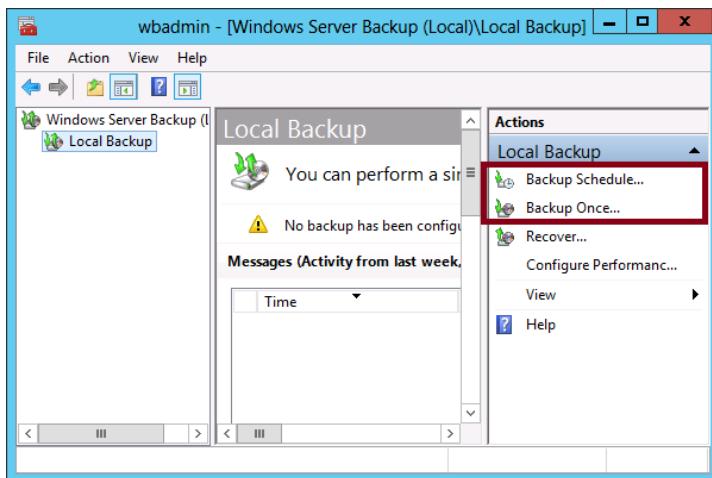 wbadmin - [Windows Server Backup (Local)\Local Backup]
File Action View Help
Windows Server Backup (L
Local Backup
Local Backup
You can perform a sin
No backup has been configu
Messages (Activity from last week,
Time
Actions
Local Backup
Backup Schedule...
Backup Once...
Recover...
Configure Performanc...
View
Help